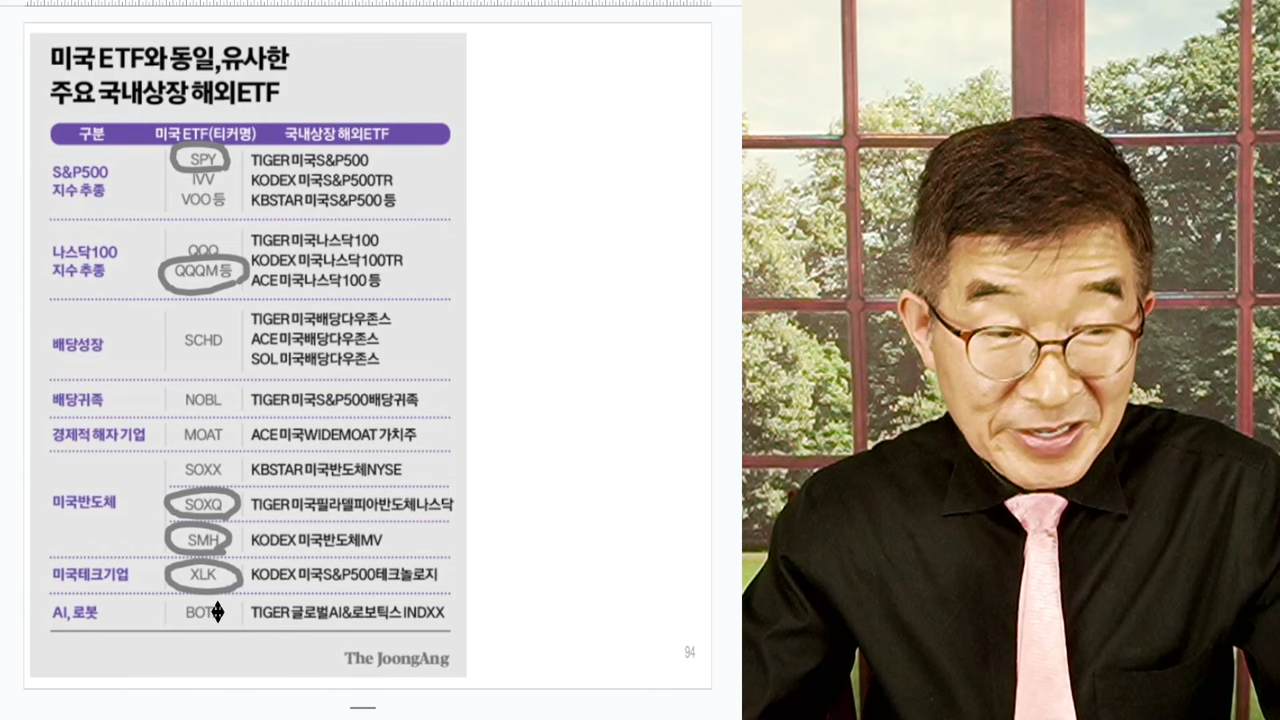 미국 ETF와 동일,유사한
주요 국내상장 해외ETF
구분 미국 ETF(티커명) 국내상장 해외ETF
S&P500
지수 추종
SPY TIGER 미국S&P500
IVV KODEX 미국S&P500TR
VOO 등 KBSTAR 미국S&P500 등
나스닥100
지수 추종
TIGER 미국나스닥100
QQQ KODEX 미국나스닥100TR
QQQM 등 ACE 미국나스닥100 등
배당성장 SCHD
TIGER 미국배당다우존스
ACE 미국배당다우존스
SOL 미국배당다우존스
배당귀족 NOBL TIGER 미국S&P500배당귀족
경제적 해자 기업 MOAT ACE 미국WIDEMOAT 가치주
미국반도체
SOXX KBSTAR 미국반도체NYSE
SOXQ TIGER 미국필라델피아반도체나스닥
SMH KODEX 미국반도체MV
미국테크기업 XLK KODEX 미국S&P500테크놀로지
AI, 로봇 TIGER 글로벌AI&로보틱스 INDXX
The JoongAng
94